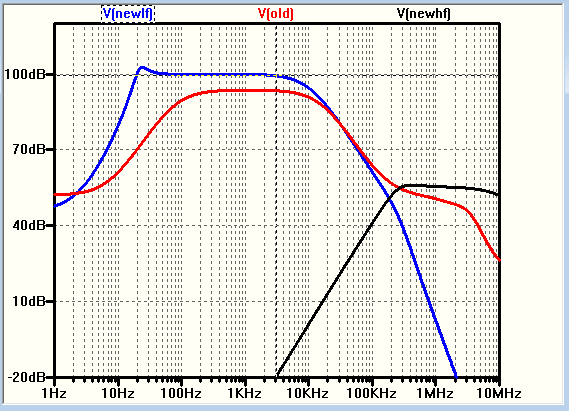 V(newlf) V(old) V(newhf)
100dB
70dB
40dB
10dB
-20dB
1Hz 10Hz 100Hz 1KHz 10KHz 100KHz 1MHz 10MHz